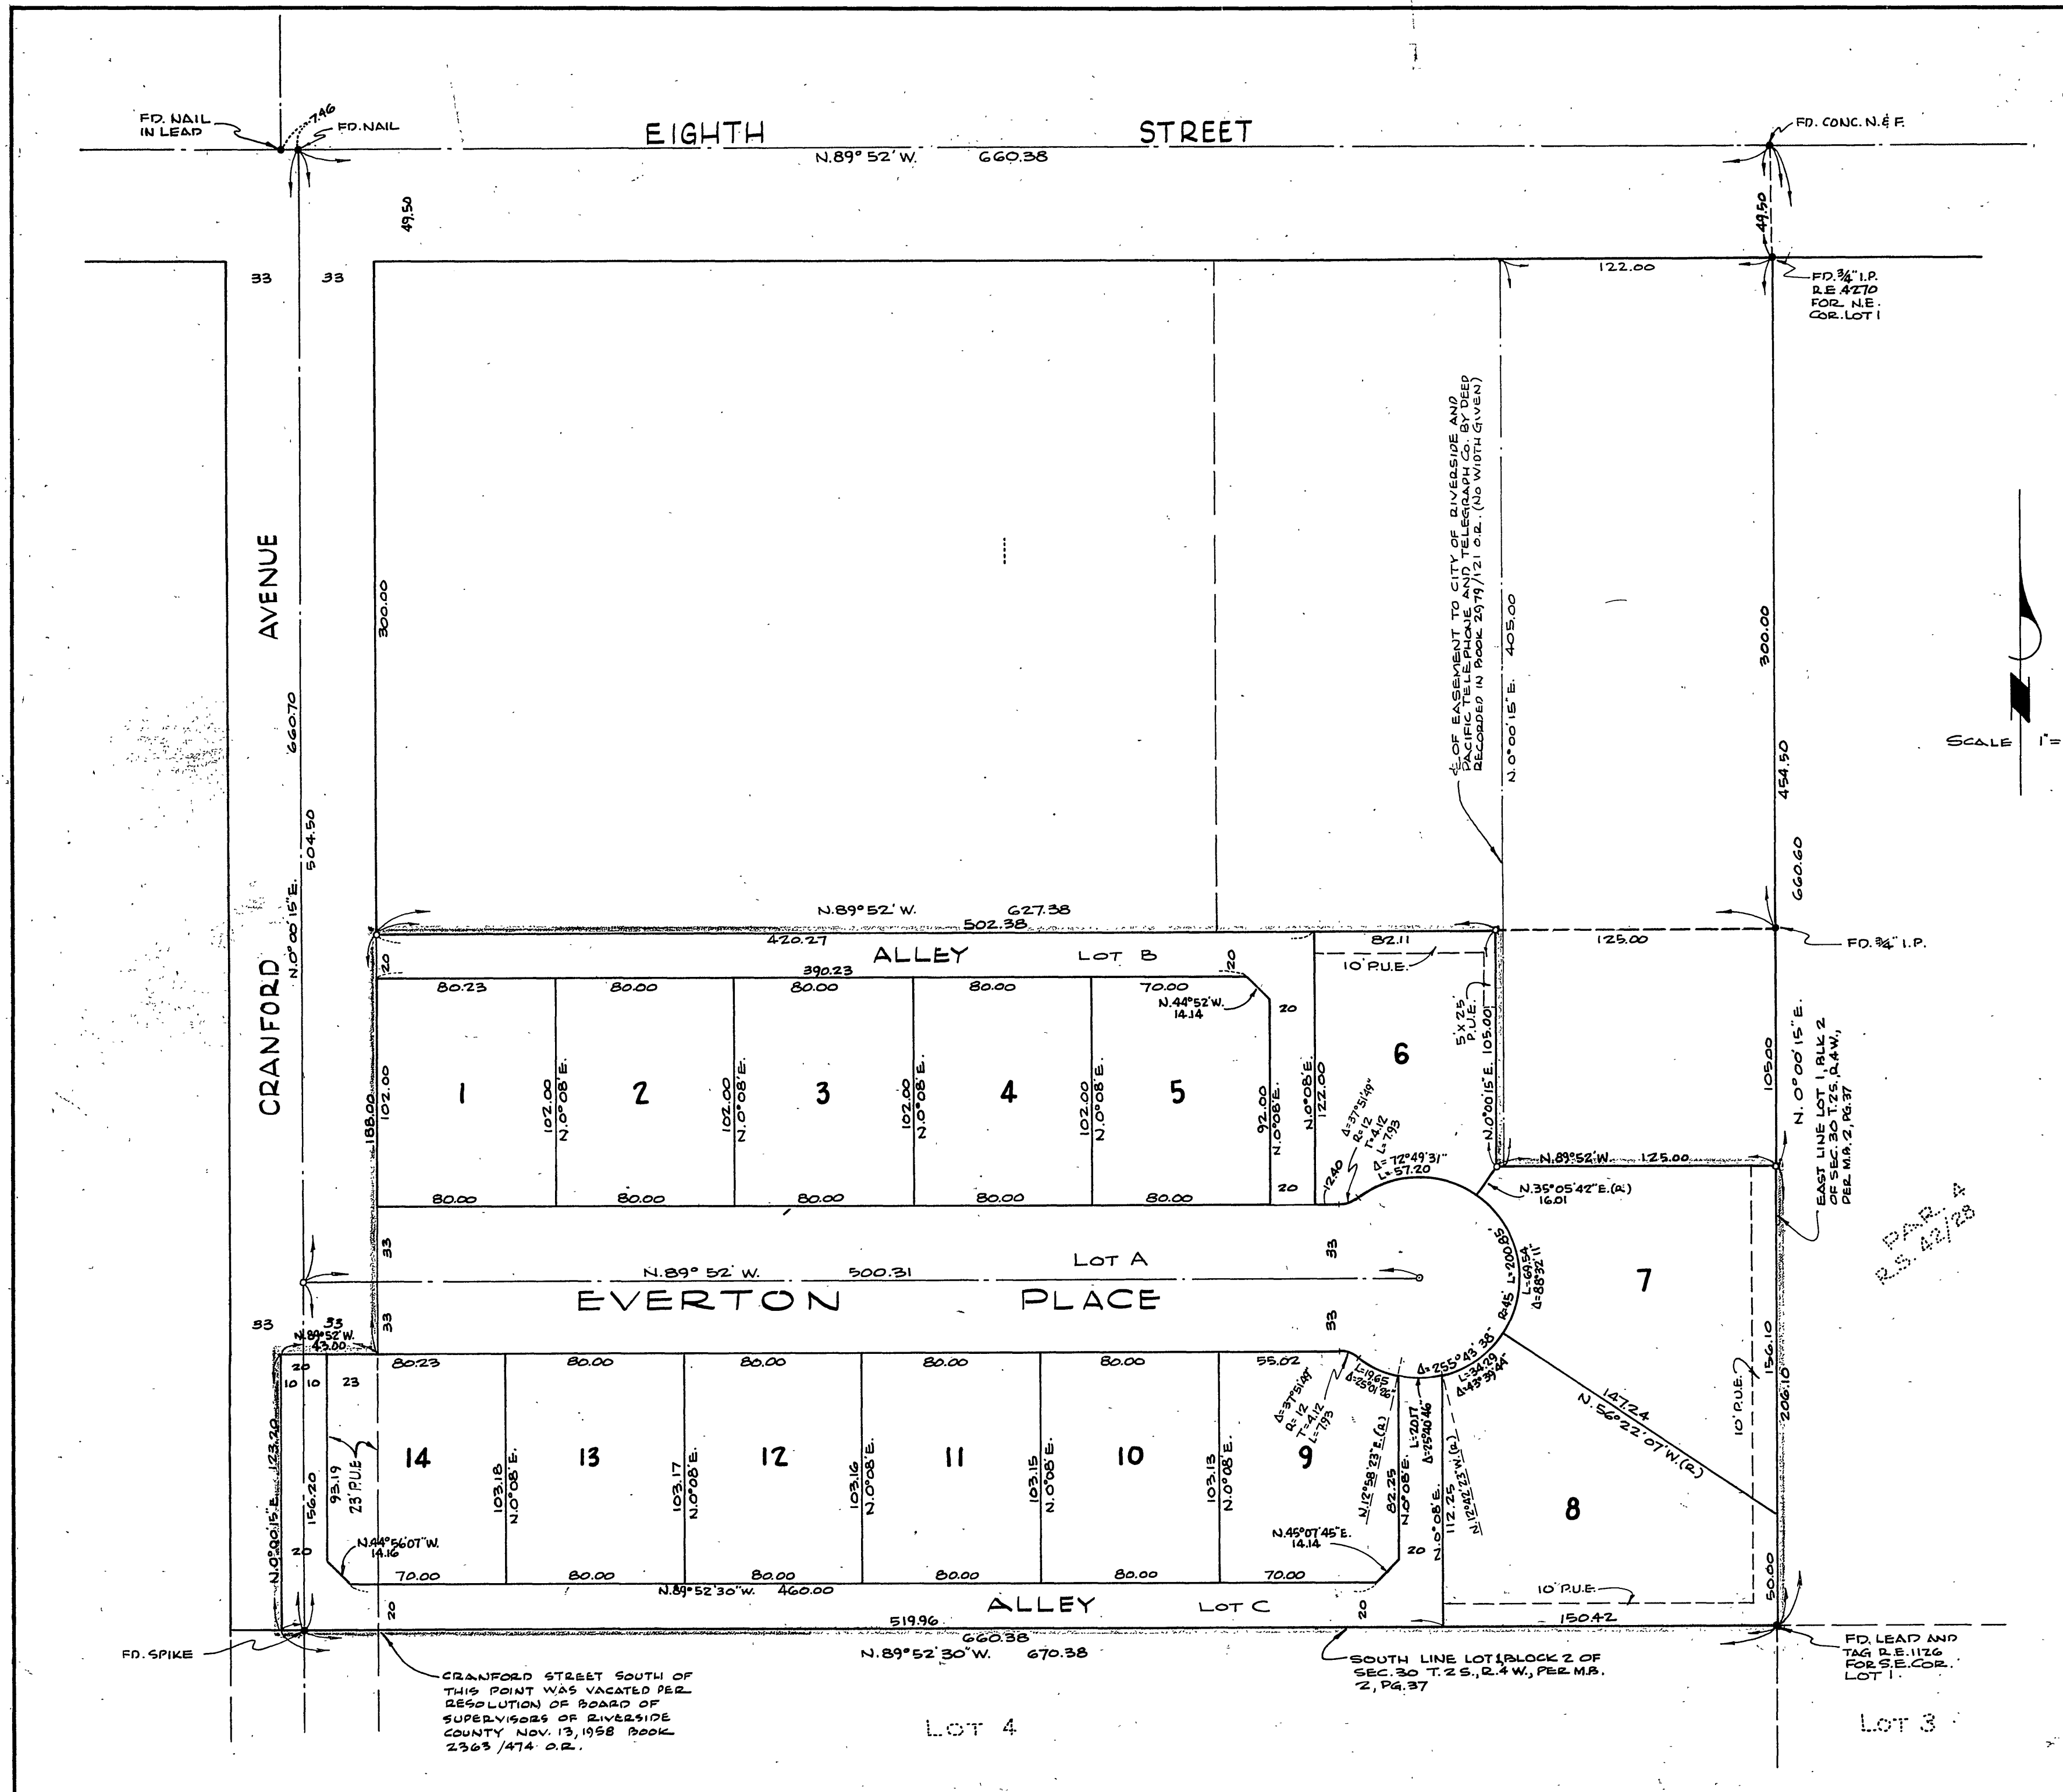 FD. NAIL
IN LEAD
7.46
FD. NAIL
EIGHTH STREET
N.89° 52' W. 660.38
FD. CONC. N. & F.
49.50
49.50
33
33
122.00
FD. 3/4" I.P.
R.E. 4270
FOR N.E.
COR. LOT 1
CRANFORD AVENUE
N.0°00'15"E. 504.50 660.70
300.00
℄ OF EASEMENT TO CITY OF RIVERSIDE AND
PACIFIC TELEPHONE AND TELEGRAPH CO. BY DEED
RECORDED IN BOOK 2979/121 O.R. (NO WIDTH GIVEN)
N.0°00'15"E. 405.00
300.00
454.50
660.60
SCALE 1"=
N.89°52'W. 627.38
502.38
420.27
82.11
125.00
FD. 3/4" I.P.
20
ALLEY LOT B
20
10' P.U.E.
390.23
80.23
80.00
80.00
80.00
70.00
N.44°52'W.
14.14
20
5' X 25'
P.U.E.
N.0°00'15"E. 105.00
188.00
102.00
1
102.00
N.0°08'E.
2
102.00
N.0°08'E.
3
102.00
N.0°08'E.
4
102.00
N.0°08'E.
5
92.00
N.0°08'E.
N.0°08'E.
122.00
6
105.00
N.0°00'15"E.
EAST LINE LOT 1, BLK 2
OF SEC. 30 T.2S., R.4W.,
PER M.B. 2, PG. 37
Δ=37°51'49"
R=12
T=4.12
L=7.93
Δ=72°49'31"
L=57.20
12.40
80.00
80.00
80.00
80.00
80.00
20
N.89°52'W. 125.00
N.35°05'42"E.(R.)
16.01
PAR. 4
R.S. 42/28
33
LOT A
33
N.89° 52' W. 500.31
EVERTON PLACE
R=45' L=200.85
Δ=255°43'38"
L=69.54
Δ=88°32'11"
7
33
33
33
33
N.89°52'W.
43.00
20
10 10 23
80.23
80.00
80.00
80.00
80.00
55.02
Δ=37°51'49"
R=12
T=4.12
L=7.93
L=19.65
Δ=25°01'26"
L=34.29
Δ=43°39'44"
L=20.17
Δ=25°40'46"
147.24
N.56°22'07"W.(R.)
10' P.U.E.
156.10
206.10
N.0°00'15"E. 123.20
156.20
93.19
23' P.U.E.
14
103.18
N.0°08'E.
13
103.17
N.0°08'E.
12
103.16
N.0°08'E.
11
103.15
N.0°08'E.
10
103.13
N.0°08'E.
9
N.12°58'23"E.(R.)
82.25
N.0°08'E.
N.0°08'E.
112.25
N.12°42'23"W.(R.)
8
20
N.44°56'07"W.
14.16
N.45°07'45"E.
14.14
20
70.00
80.00
80.00
80.00
80.00
70.00
N.89°52'30"W. 460.00
20
ALLEY LOT C
20
10' P.U.E.
50.00
519.96
150.42
660.38
N.89°52'30"W. 670.38
FD. SPIKE
CRANFORD STREET SOUTH OF
THIS POINT WAS VACATED PER
RESOLUTION OF BOARD OF
SUPERVISORS OF RIVERSIDE
COUNTY NOV. 13, 1958 BOOK
2363 /474 O.R.
SOUTH LINE LOT 1, BLOCK 2 OF
SEC. 30 T.2S., R.4W., PER M.B.
2, PG. 37
FD. LEAD AND
TAG R.E. 1126
FOR S.E. COR.
LOT 1.
LOT 4
LOT 3